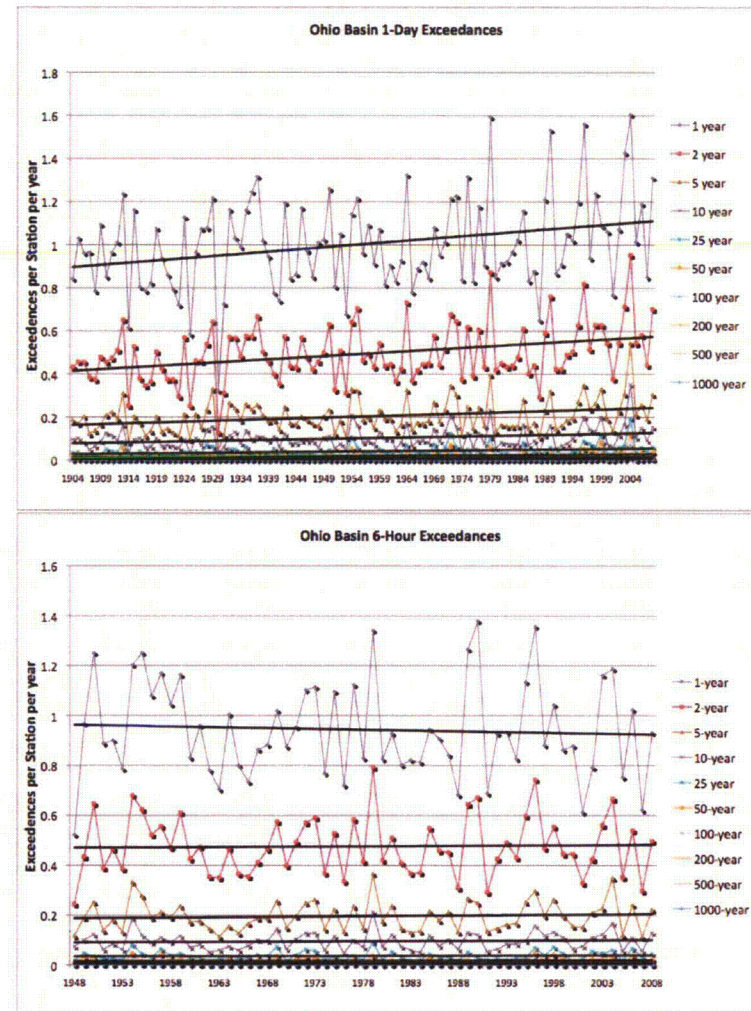 Ohio Basin 1-Day Exceedances
Exceedences per Station per year
1.8
1.6
1.4
1.2
1
0.8
0.6
0.4
0.2
0
1904 1909 1914 1919 1924 1929 1934 1939 1944 1949 1954 1959 1964 1969 1974 1979 1984 1989 1994 1999 2004
1 year
2 year
5 year
10 year
25 year
50 year
100 year
200 year
500 year
1000 year
Ohio Basin 6-Hour Exceedances
Exceedences per Station per year
1.6
1.4
1.2
1
0.8
0.6
0.4
0.2
0
1948 1953 1958 1963 1968 1973 1978 1983 1988 1993 1998 2003 2008
1-year
2-year
5-year
10-year
25 year
50-year
100-year
200-year
500-year
1000-year